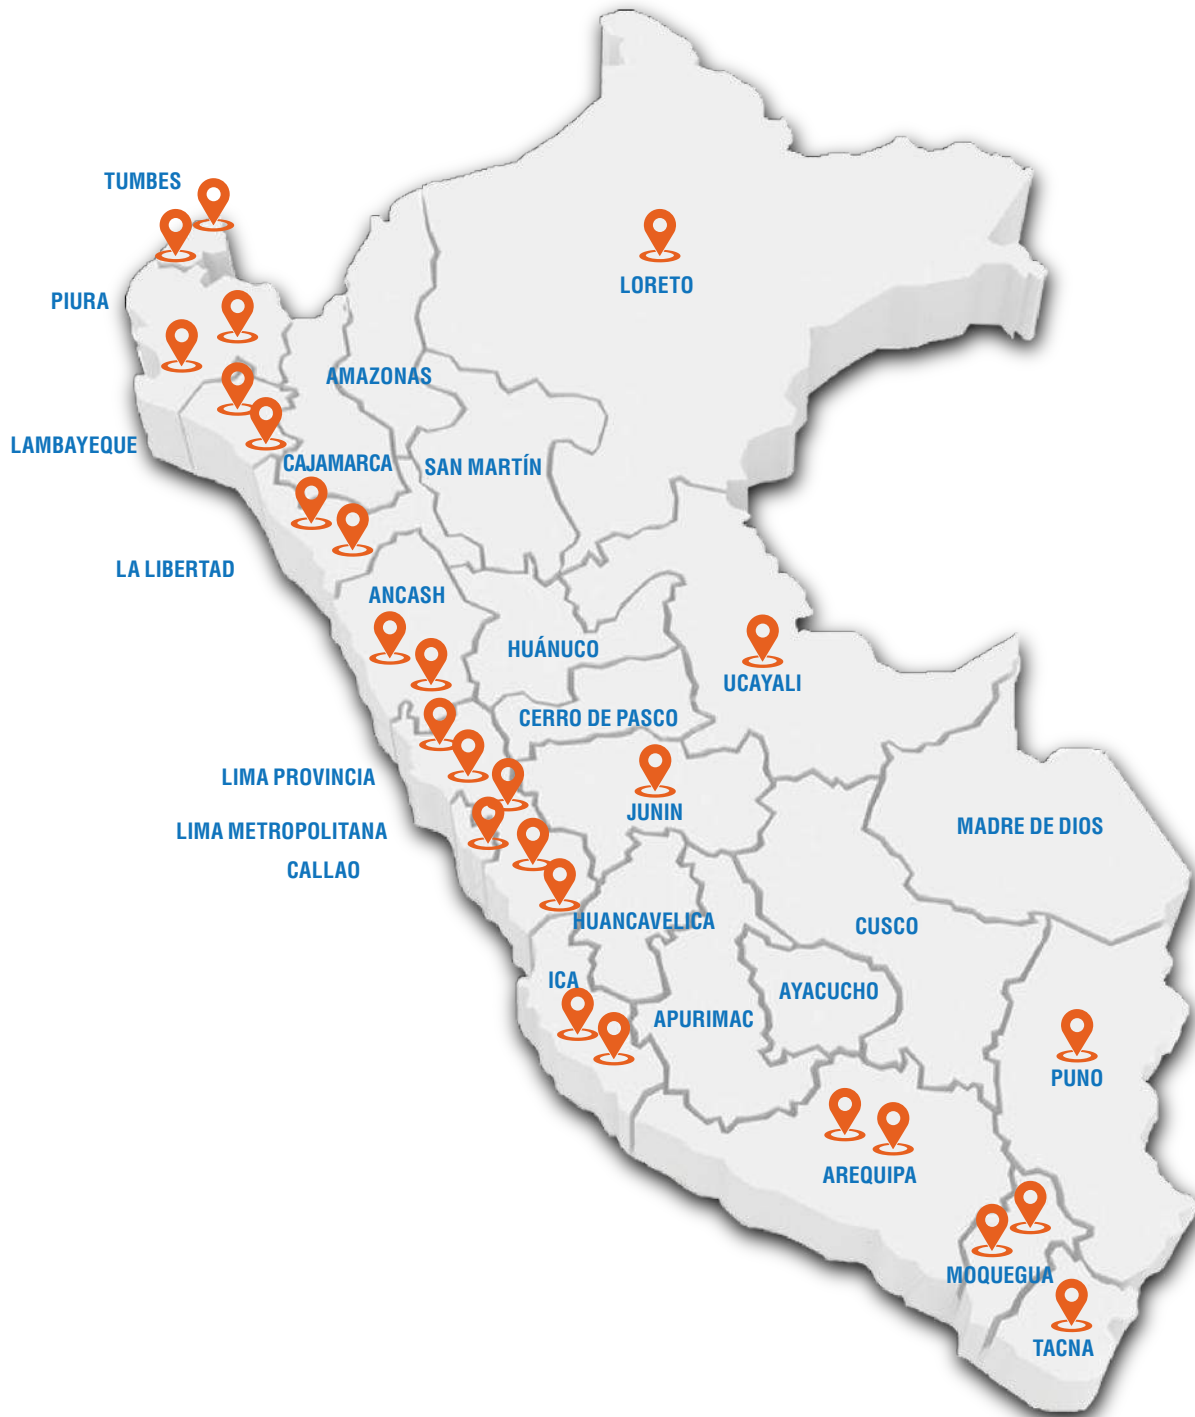 TUMBES
LORETO
PIURA
AMAZONAS
LAMBAYEQUE
CAJAMARCA
SAN MARTÍN
LA LIBERTAD
ANCASH
HUÁNUCO
UCAYALI
CERRO DE PASCO
LIMA PROVINCIA
JUNIN
MADRE DE DIOS
LIMA METROPOLITANA
CALLAO
HUANCAVELICA
CUSCO
ICA
AYACUCHO
APURIMAC
PUNO
AREQUIPA
MOQUEGUA
TACNA